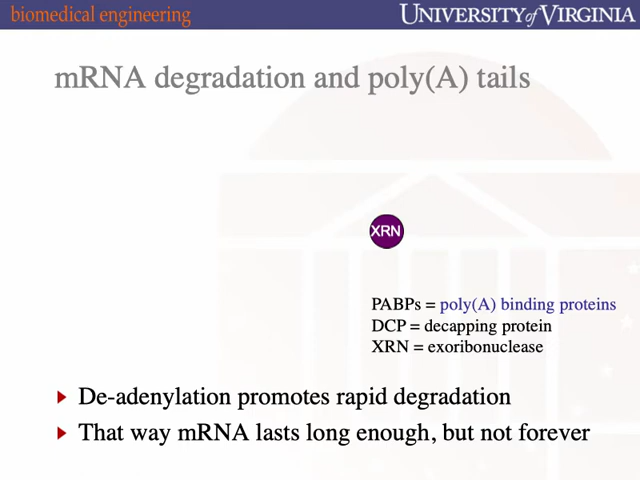 biomedical engineering
UNIVERSITY of VIRGINIA
mRNA degradation and poly(A) tails
XRN
PABPs = poly(A) binding proteins
DCP = decapping protein
XRN = exoribonuclease
De-adenylation promotes rapid degradation
That way mRNA lasts long enough, but not forever